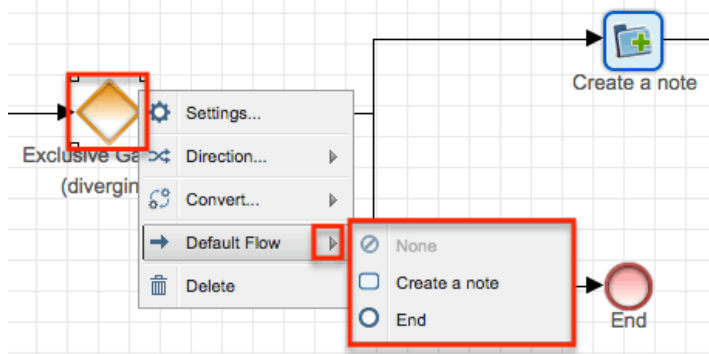 Create a note
Settings...
Exclusive Ga
Direction...
(divergin
Convert...
Default Flow
None
Create a note
Delete
End
End